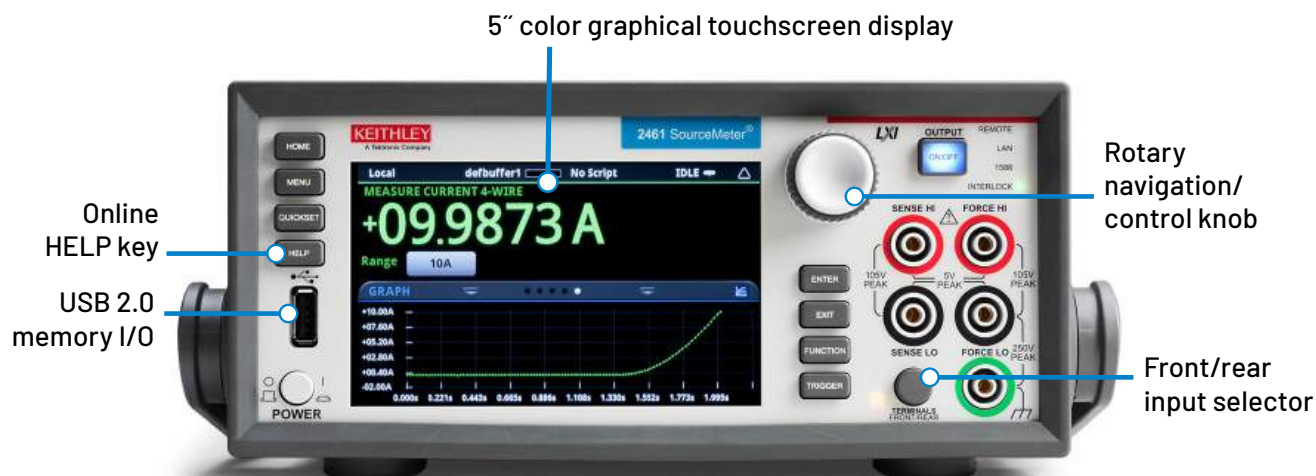 5˝ color graphical touchscreen display
KEITHLEY
A Tektronix Company
2461 SourceMeter®
LXI
OUTPUT
ON/OFF
REMOTE
LAN
1588
INTERLOCK
HOME
MENU
QUICKSET
HELP
Online
HELP key
USB 2.0
memory I/O
POWER
Local defbuffer1 No Script IDLE
MEASURE CURRENT 4-WIRE
+09.9873 A
Range 10A
GRAPH
+10.00A
+07.60A
+05.20A
+02.80A
+00.40A
-02.00A
0.000s 0.221s 0.443s 0.665s 0.886s 1.108s 1.330s 1.552s 1.773s 1.995s
ENTER
EXIT
FUNCTION
TRIGGER
SENSE HI
FORCE HI
105V
PEAK
5V
PEAK
105V
PEAK
SENSE LO
FORCE LO
250V
PEAK
TERMINALS
FRONT/REAR
Rotary
navigation/
control knob
Front/rear
input selector